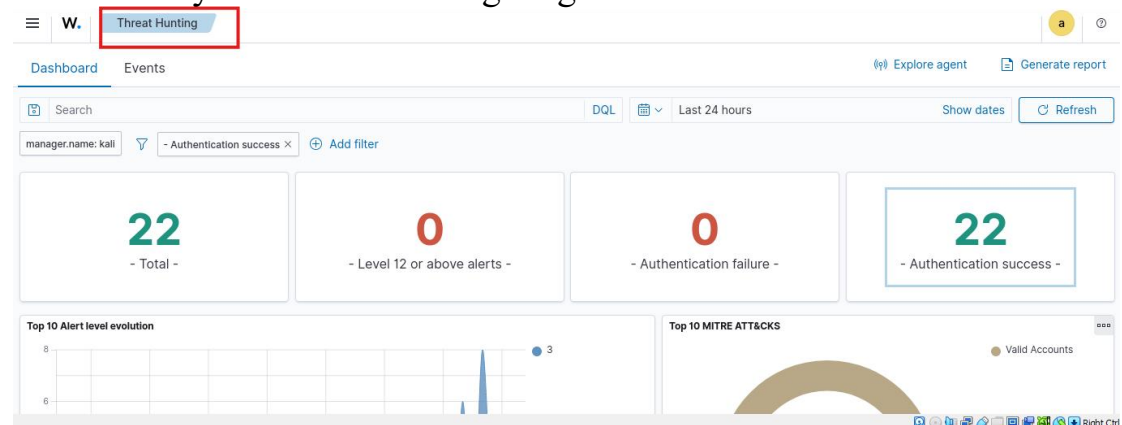 W. Threat Hunting a
Dashboard Events Explore agent Generate report
Search DQL Last 24 hours Show dates Refresh
manager.name: kali - Authentication success × Add filter
22 0 0 22
- Total - - Level 12 or above alerts - - Authentication failure - - Authentication success -
Top 10 Alert level evolution Top 10 MITRE ATT&CKS
8 3 Valid Accounts
6
Right Ctrl